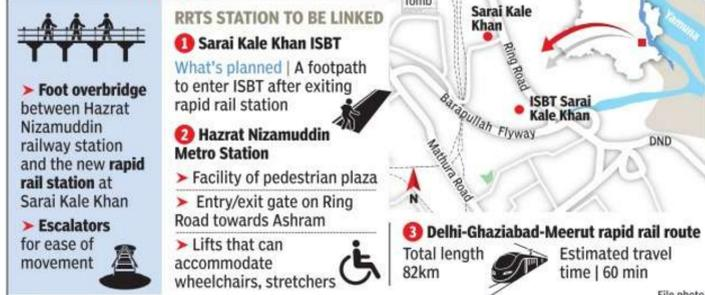 ➤ Foot overbridge
between Hazrat
Nizamuddin
railway station
and the new rapid
rail station at
Sarai Kale Khan
➤ Escalators
for ease of
movement
RRTS STATION TO BE LINKED
1 Sarai Kale Khan ISBT
What's planned | A footpath
to enter ISBT after exiting
rapid rail station
2 Hazrat Nizamuddin
Metro Station
➤ Facility of pedestrian plaza
➤ Entry/exit gate on Ring
Road towards Ashram
➤ Lifts that can
accommodate
wheelchairs, stretchers
Tomb
Sarai Kale
Khan
Ring Road
Yamuna
ISBT Sarai
Kale Khan
Barapullah Flyway
DND
Mathura Road
N
3 Delhi-Ghaziabad-Meerut rapid rail route
Total length
82km
Estimated travel
time | 60 min
File photo